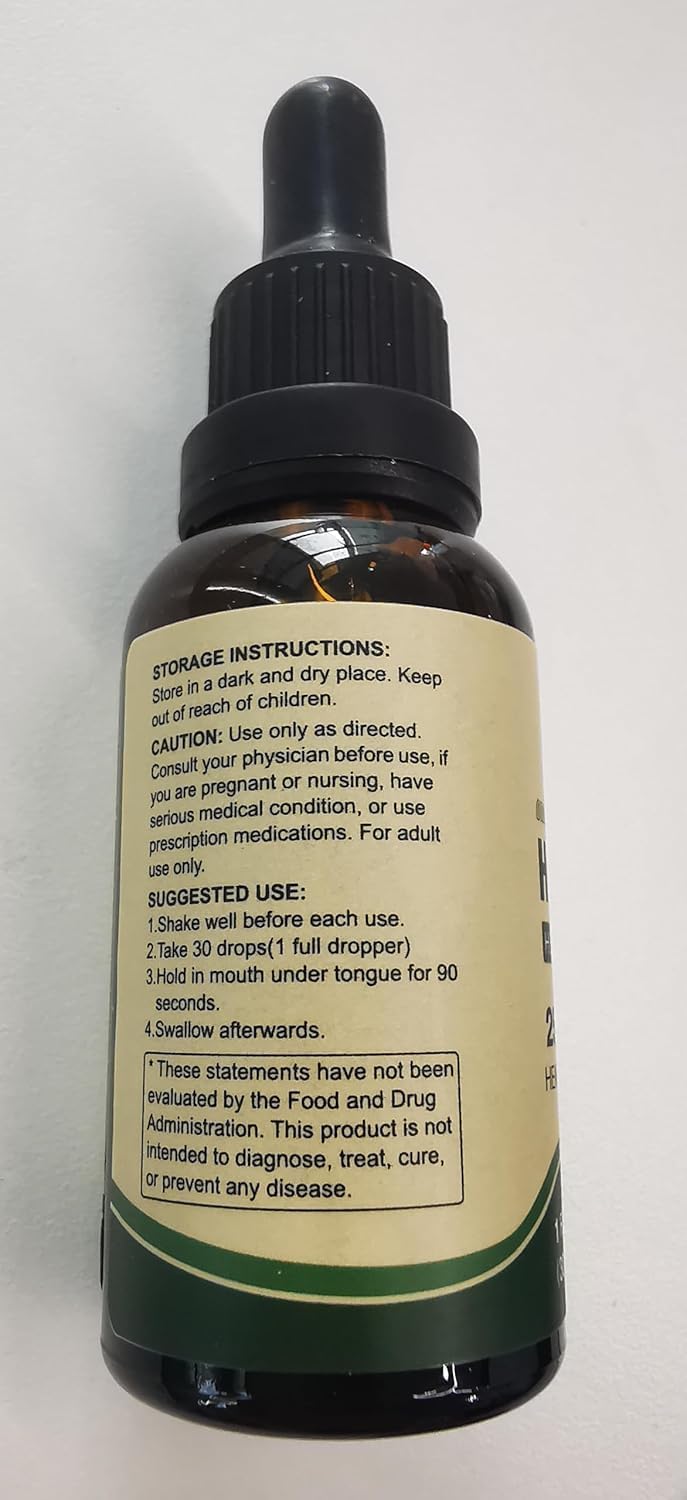 STORAGE INSTRUCTIONS:
Store in a dark and dry place. Keep
out of reach of children.
CAUTION: Use only as directed.
Consult your physician before use, if
you are pregnant or nursing, have
serious medical condition, or use
prescription medications. For adult
use only.
SUGGESTED USE:
1.Shake well before each use.
2.Take 30 drops(1 full dropper)
3.Hold in mouth under tongue for 90
seconds.
4.Swallow afterwards.
* These statements have not been
evaluated by the Food and Drug
Administration. This product is not
intended to diagnose, treat, cure,
or prevent any disease.